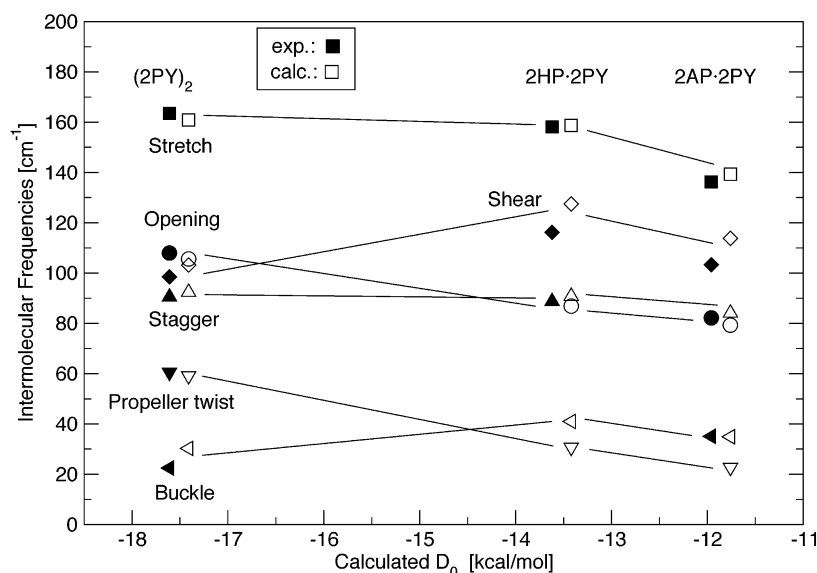 200
180
160
140
120
100
80
60
40
20
0
Intermolecular Frequencies [cm⁻¹]
exp.: ■
calc.: □
(2PY)₂
2HP·2PY
2AP·2PY
Stretch
Shear
Opening
Stagger
Propeller twist
Buckle
-18 -17 -16 -15 -14 -13 -12 -11
Calculated D₀ [kcal/mol]